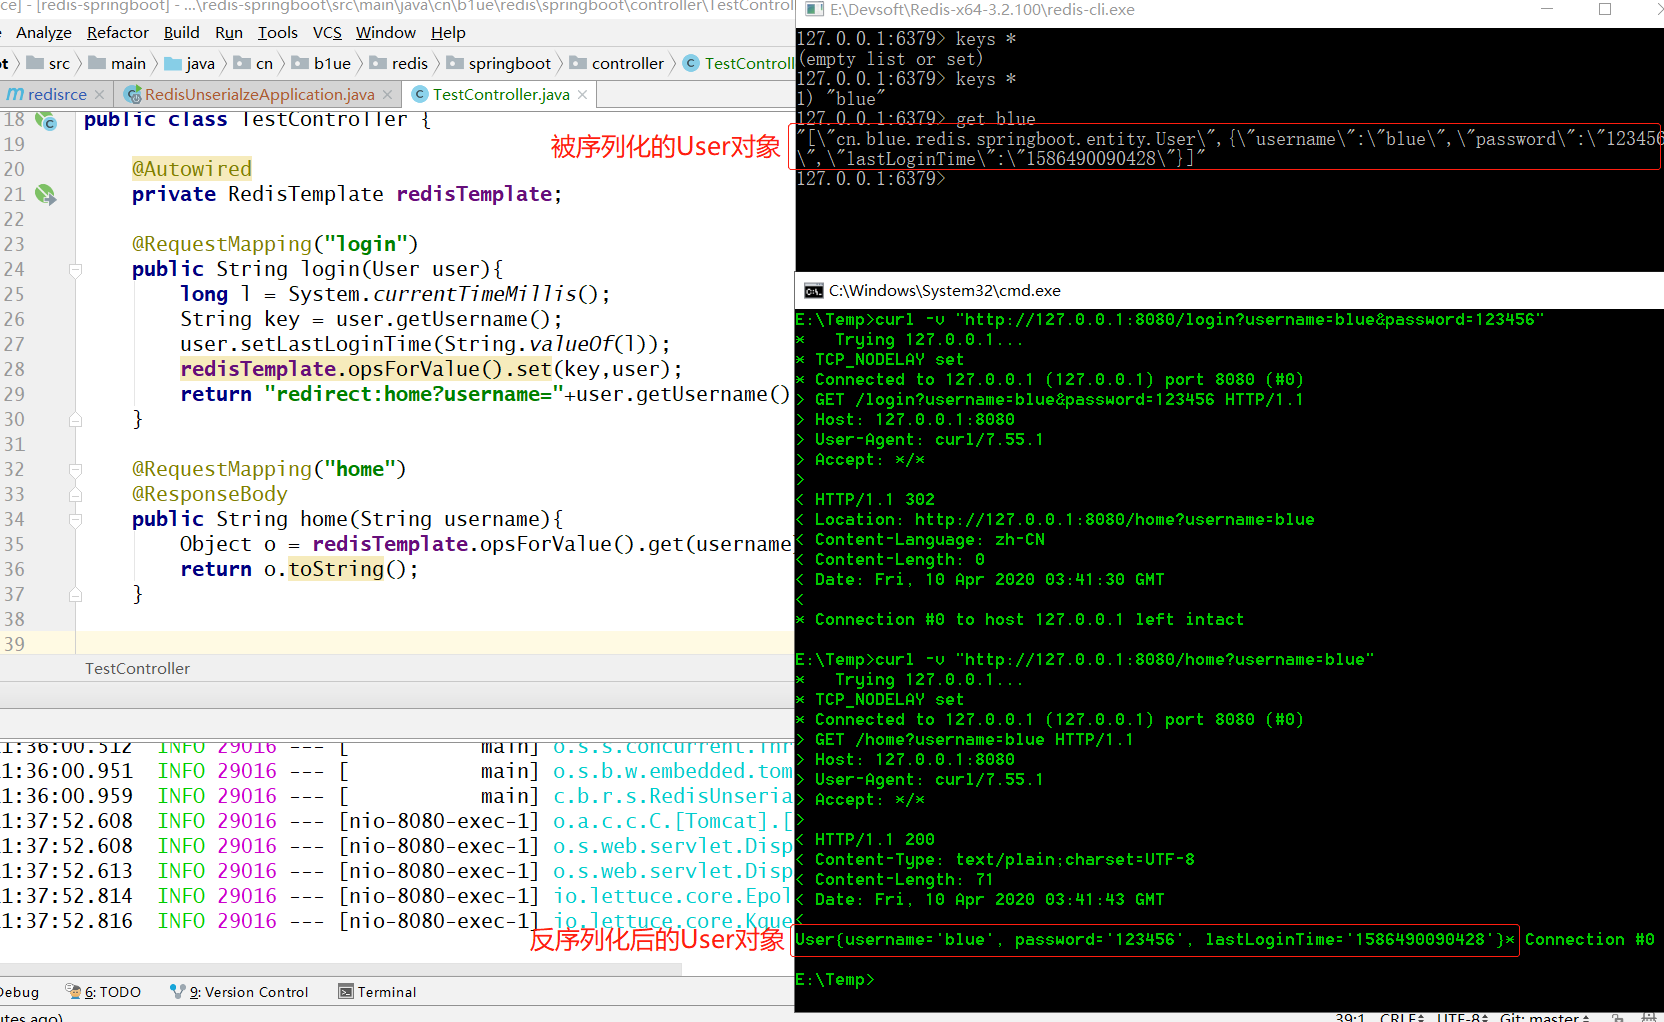 ce] - [redis-springboot] - ...\redis-springboot\src\main\java\cn\b1ue\redis\springboot\controller\TestControl
Analyze Refactor Build Run Tools VCS Window Help
ot src main java cn b1ue redis springboot controller TestControll
redisrce RedisUnserialzeApplication.java TestController.java
18 public class TestController {
19
20 @Autowired
21 private RedisTemplate redisTemplate;
22
23 @RequestMapping("login")
24 public String login(User user){
25 long l = System.currentTimeMillis();
26 String key = user.getUsername();
27 user.setLastLoginTime(String.valueOf(l));
28 redisTemplate.opsForValue().set(key,user);
29 return "redirect:home?username="+user.getUsername()
30 }
31
32 @RequestMapping("home")
33 @ResponseBody
34 public String home(String username){
35 Object o = redisTemplate.opsForValue().get(username
36 return o.toString();
37 }
38
39
TestController
1:36:00.512 INFO 29016 --- [ main] o.s.s.concurrent.Thr
1:36:00.951 INFO 29016 --- [ main] o.s.b.w.embedded.tom
1:36:00.959 INFO 29016 --- [ main] c.b.r.s.RedisUnseria
1:37:52.608 INFO 29016 --- [nio-8080-exec-1] o.a.c.c.C.[Tomcat].[
1:37:52.608 INFO 29016 --- [nio-8080-exec-1] o.s.web.servlet.Disp
1:37:52.613 INFO 29016 --- [nio-8080-exec-1] o.s.web.servlet.Disp
1:37:52.814 INFO 29016 --- [nio-8080-exec-1] io.lettuce.core.Epol
1:37:52.816 INFO 29016 --- [nio-8080-exec-1] io.lettuce.core.Kque
Debug 6: TODO 9: Version Control Terminal
utes ago)
39:1 CRLF UTF-8 Git: master
E:\Devsoft\Redis-x64-3.2.100\redis-cli.exe
127.0.0.1:6379> keys *
(empty list or set)
127.0.0.1:6379> keys *
1) "blue"
127.0.0.1:6379> get blue
被序列化的User对象
"[\"cn.blue.redis.springboot.entity.User\",{\"username\":\"blue\",\"password\":\"123456
\",\"lastLoginTime\":\"1586490090428\"}]"
127.0.0.1:6379>
C:\Windows\System32\cmd.exe
E:\Temp>curl -v "http://127.0.0.1:8080/login?username=blue&password=123456"
* Trying 127.0.0.1...
* TCP_NODELAY set
* Connected to 127.0.0.1 (127.0.0.1) port 8080 (#0)
> GET /login?username=blue&password=123456 HTTP/1.1
> Host: 127.0.0.1:8080
> User-Agent: curl/7.55.1
> Accept: */*
>
< HTTP/1.1 302
< Location: http://127.0.0.1:8080/home?username=blue
< Content-Language: zh-CN
< Content-Length: 0
< Date: Fri, 10 Apr 2020 03:41:30 GMT
<
* Connection #0 to host 127.0.0.1 left intact
E:\Temp>curl -v "http://127.0.0.1:8080/home?username=blue"
* Trying 127.0.0.1...
* TCP_NODELAY set
* Connected to 127.0.0.1 (127.0.0.1) port 8080 (#0)
> GET /home?username=blue HTTP/1.1
> Host: 127.0.0.1:8080
> User-Agent: curl/7.55.1
> Accept: */*
>
< HTTP/1.1 200
< Content-Type: text/plain;charset=UTF-8
< Content-Length: 71
< Date: Fri, 10 Apr 2020 03:41:43 GMT
<
反序列化后的User对象
User{username='blue', password='123456', lastLoginTime='1586490090428'}* Connection #0
E:\Temp>